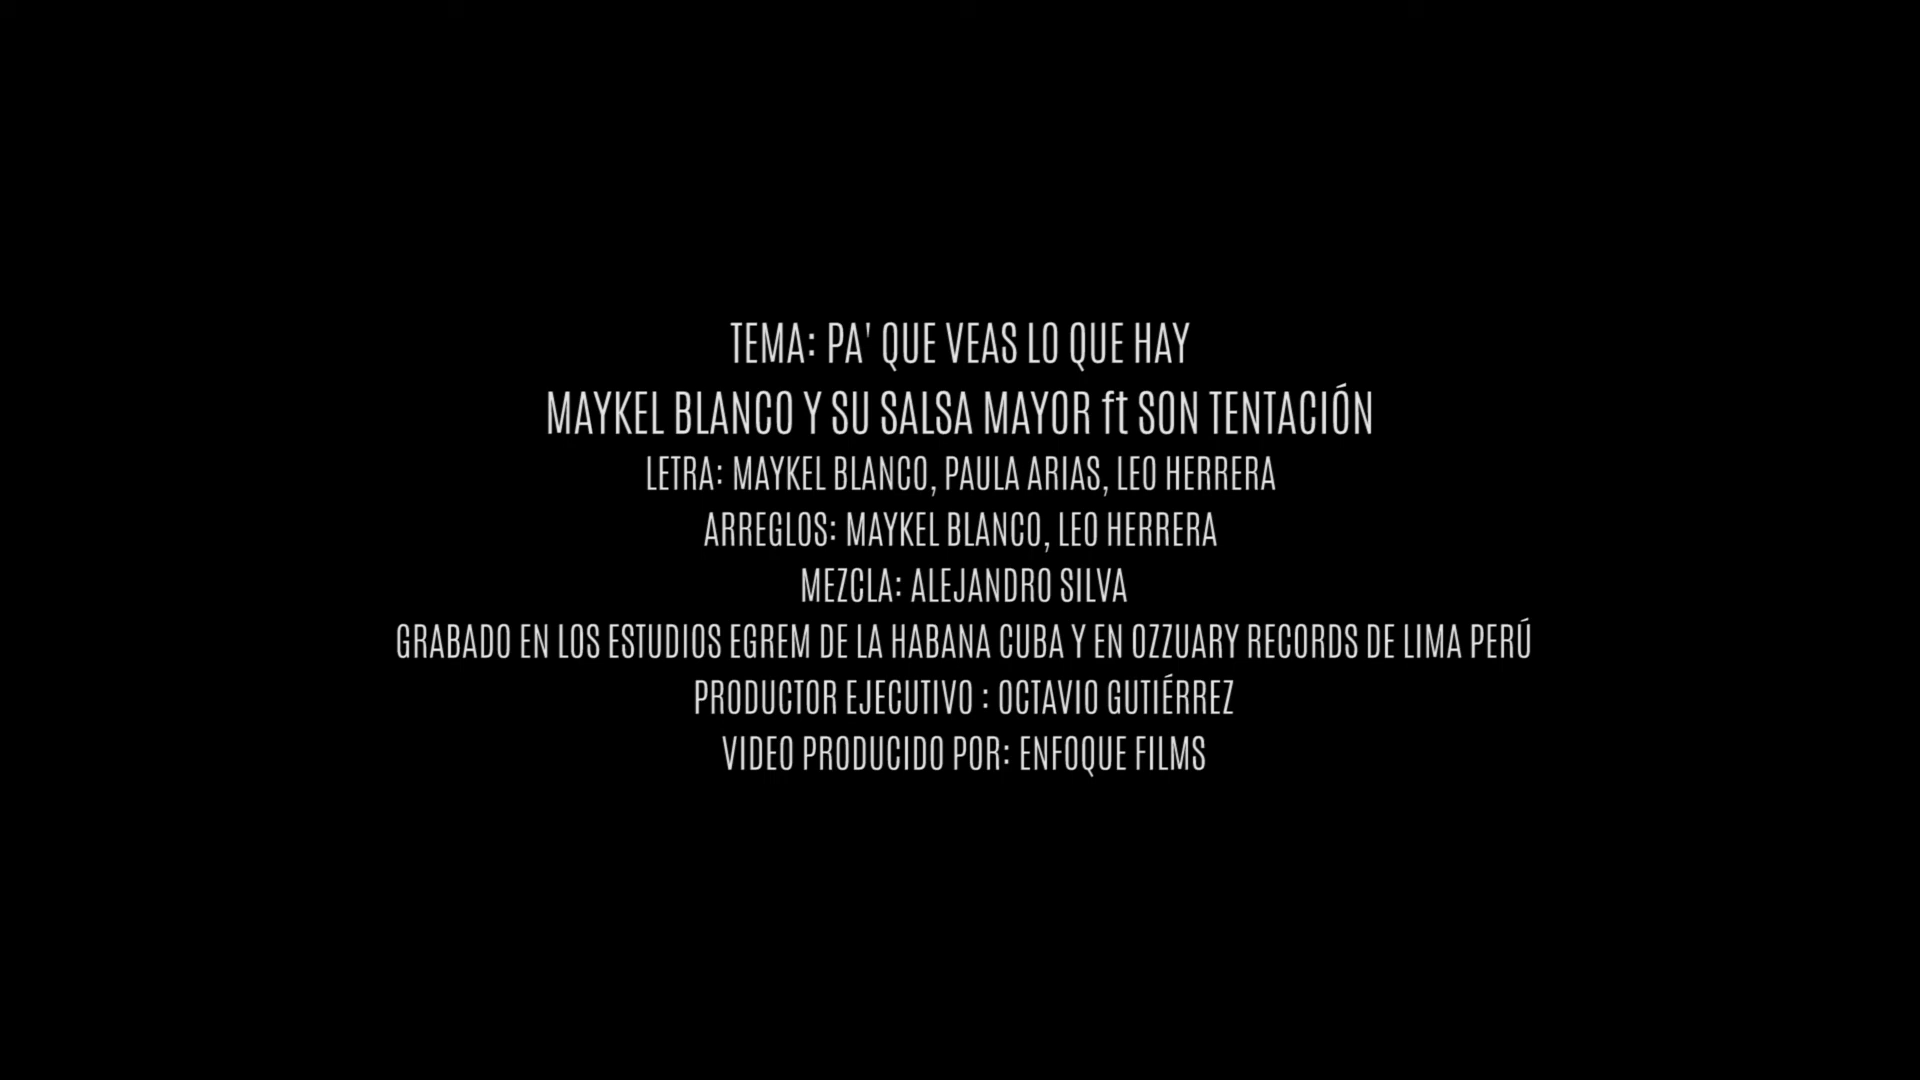 TEMA: PA' QUE VEAS LO QUE HAY
MAYKEL BLANCO Y SU SALSA MAYOR ft SON TENTACIÓN
LETRA: MAYKEL BLANCO, PAULA ARIAS, LEO HERRERA
ARREGLOS: MAYKEL BLANCO, LEO HERRERA
MEZCLA: ALEJANDRO SILVA
GRABADO EN LOS ESTUDIOS EGREM DE LA HABANA CUBA Y EN OZZUARY RECORDS DE LIMA PERÚ
PRODUCTOR EJECUTIVO : OCTAVIO GUTIÉRREZ
VIDEO PRODUCIDO POR: ENFOQUE FILMS